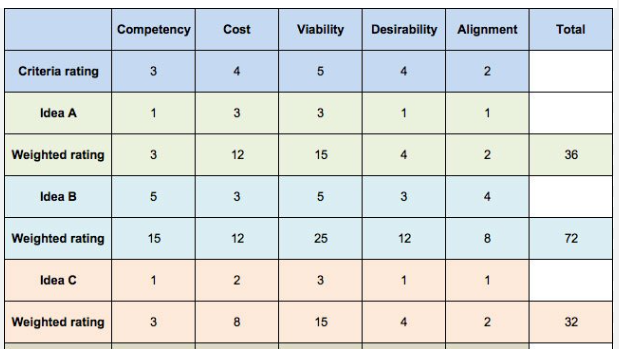 Competency Cost Viability Desirability Alignment Total
Criteria rating 3 4 5 4 2
Idea A 1 3 3 1 1
Weighted rating 3 12 15 4 2 36
Idea B 5 3 5 3 4
Weighted rating 15 12 25 12 8 72
Idea C 1 2 3 1 1
Weighted rating 3 8 15 4 2 32